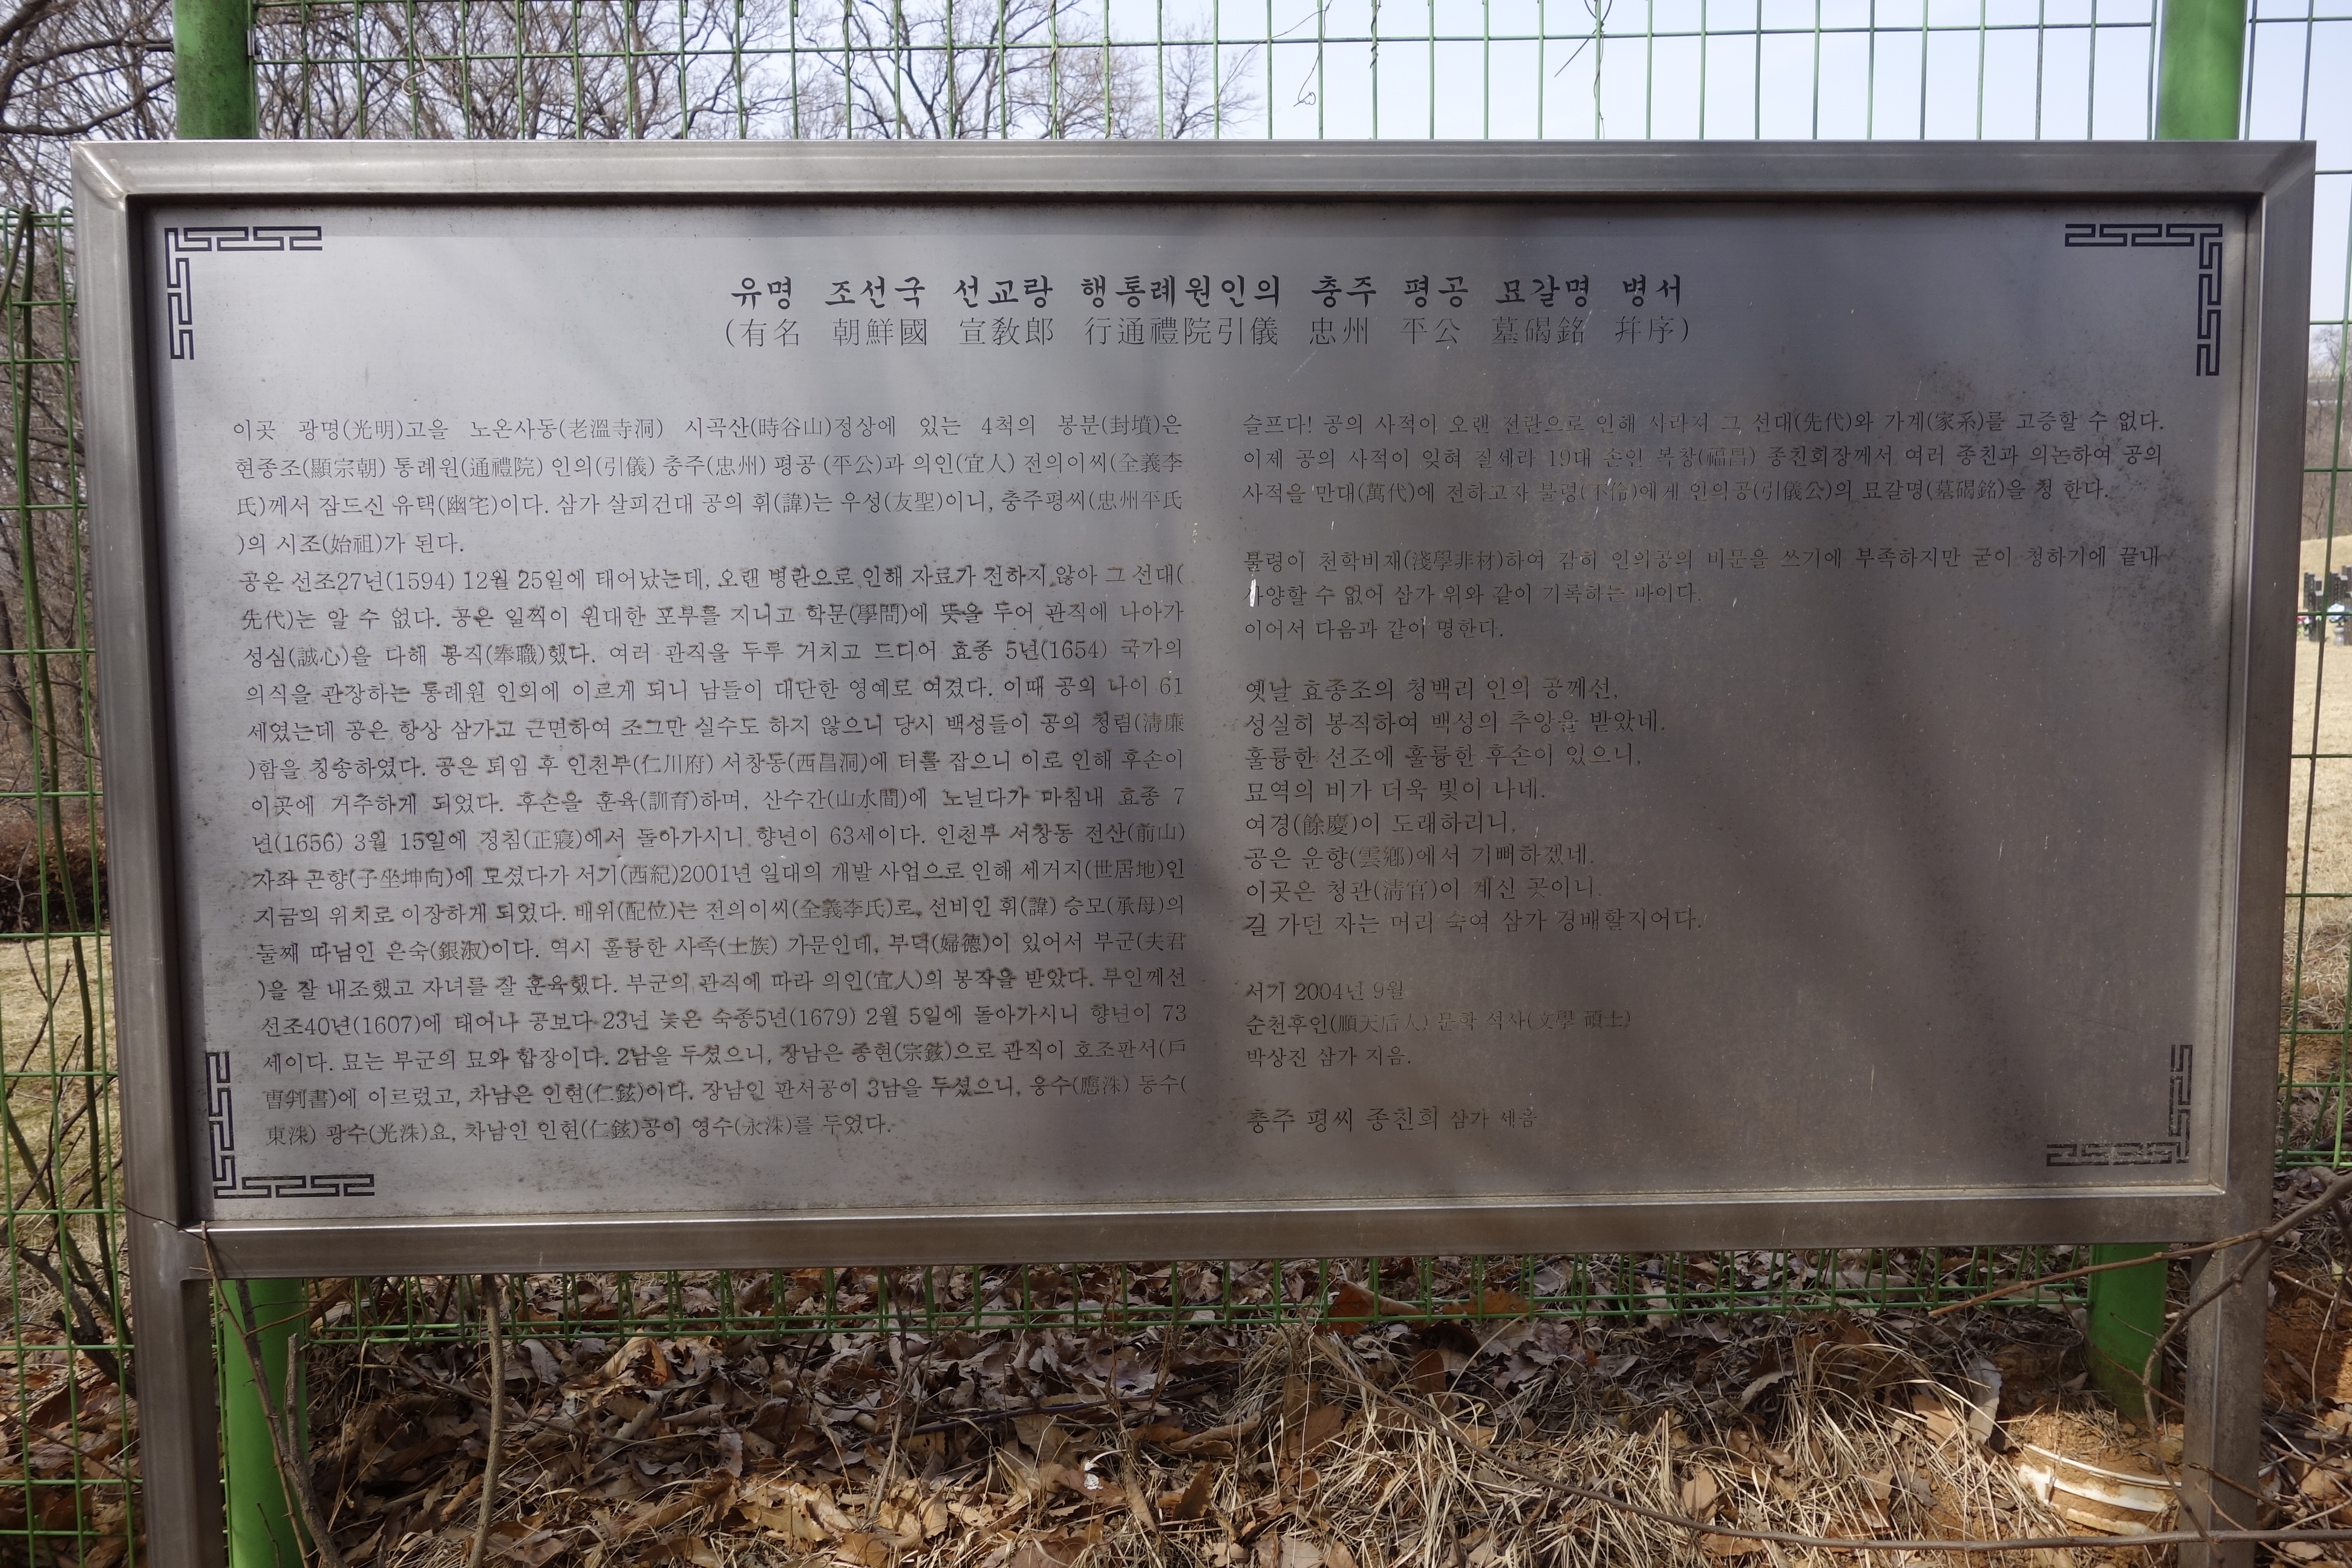 유명 조선국 선교랑 행통례원인의 충주 평공 묘갈명 병서
(有名 朝鮮國 宣敎郎 行通禮院引儀 忠州 平公 墓碣銘 幷序)
이곳 광명(光明)고을 노온사동(老溫寺洞) 시곡산(時谷山)정상에 있는 4척의 봉분(封墳)은
현종조(顯宗朝) 통례원(通禮院) 인의(引儀) 충주(忠州) 평공 (平公)과 의인(宜人) 전의이씨(全義李
氏)께서 잠드신 유택(幽宅)이다. 삼가 살피건대 공의 휘(諱)는 우성(友聖)이니, 충주평씨(忠州平氏
)의 시조(始祖)가 된다.
공은 선조27년(1594) 12월 25일에 태어났는데, 오랜 병란으로 인해 자료가 전하지 않아 그 선대(
先代)는 알 수 없다. 공은 일찍이 원대한 포부를 지니고 학문(學問)에 뜻을 두어 관직에 나아가
성심(誠心)을 다해 봉직(奉職)했다. 여러 관직을 두루 거치고 드디어 효종 5년(1654) 국가의
의식을 관장하는 통례원 인의에 이르게 되니 남들이 대단한 영예로 여겼다. 이때 공의 나이 61
세였는데 공은 항상 삼가고 근면하여 조그만 실수도 하지 않으니 당시 백성들이 공의 청렴(淸廉
)함을 칭송하였다. 공은 퇴임 후 인천부(仁川府) 서창동(西昌洞)에 터를 잡으니 이로 인해 후손이
이곳에 거주하게 되었다. 후손을 훈육(訓育)하며, 산수간(山水間)에 노닐다가 마침내 효종 7
년(1656) 3월 15일에 정침(正寢)에서 돌아가시니 향년이 63세이다. 인천부 서창동 전산(前山)
자좌 곤향(子坐坤向)에 모셨다가 서기(西紀)2001년 일대의 개발 사업으로 인해 세거지(世居地)인
지금의 위치로 이장하게 되었다. 배위(配位)는 전의이씨(全義李氏)로, 선비인 휘(諱) 승모(承母)의
둘째 따님인 은숙(銀淑)이다. 역시 훌륭한 사족(士族) 가문인데, 부덕(婦德)이 있어서 부군(夫君
)을 잘 내조했고 자녀를 잘 훈육했다. 부군의 관직에 따라 의인(宜人)의 봉작을 받았다. 부인께선
선조40년(1607)에 태어나 공보다 23년 늦은 숙종5년(1679) 2월 5일에 돌아가시니 향년이 73
세이다. 묘는 부군의 묘와 합장이다. 2남을 두셨으니, 장남은 종현(宗鉉)으로 관직이 호조판서(戶
曹判書)에 이르렀고, 차남은 인현(仁鉉)이다. 장남인 판서공이 3남을 두셨으니, 응수(應洙) 동수(
東洙) 광수(光洙)요, 차남인 인현(仁鉉)공이 영수(永洙)를 두었다.
슬프다! 공의 사적이 오랜 전란으로 인해 사라져 그 선대(先代)와 가계(家系)를 고증할 수 없다.
이제 공의 사적이 잊혀 질세라 19대 손인 복창(福昌) 종친회장께서 여러 종친과 의논하여 공의
사적을 만대(萬代)에 전하고자 불령(不伶)에게 인의공(引儀公)의 묘갈명(墓碣銘)을 청 한다.
불령이 천학비재(淺學非材)하여 감히 인의공의 비문을 쓰기에 부족하지만 굳이 청하기에 끝내
사양할 수 없어 삼가 위와 같이 기록하는 바이다.
이어서 다음과 같이 명한다.
옛날 효종조의 청백리 인의 공께선,
성실히 봉직하여 백성의 추앙을 받았네.
훌륭한 선조에 훌륭한 후손이 있으니,
묘역의 비가 더욱 빛이 나네.
여경(餘慶)이 도래하리니,
공은 운향(雲鄕)에서 기뻐하겠네.
이곳은 청관(淸官)이 계신 곳이니.
길 가던 자는 머리 숙여 삼가 경배할지어다.
서기 2004년 9월
순천후인(順天后人) 문학 석사(文學 碩士)
박상진 삼가 지음.
충주 평씨 종친회 삼가 세움